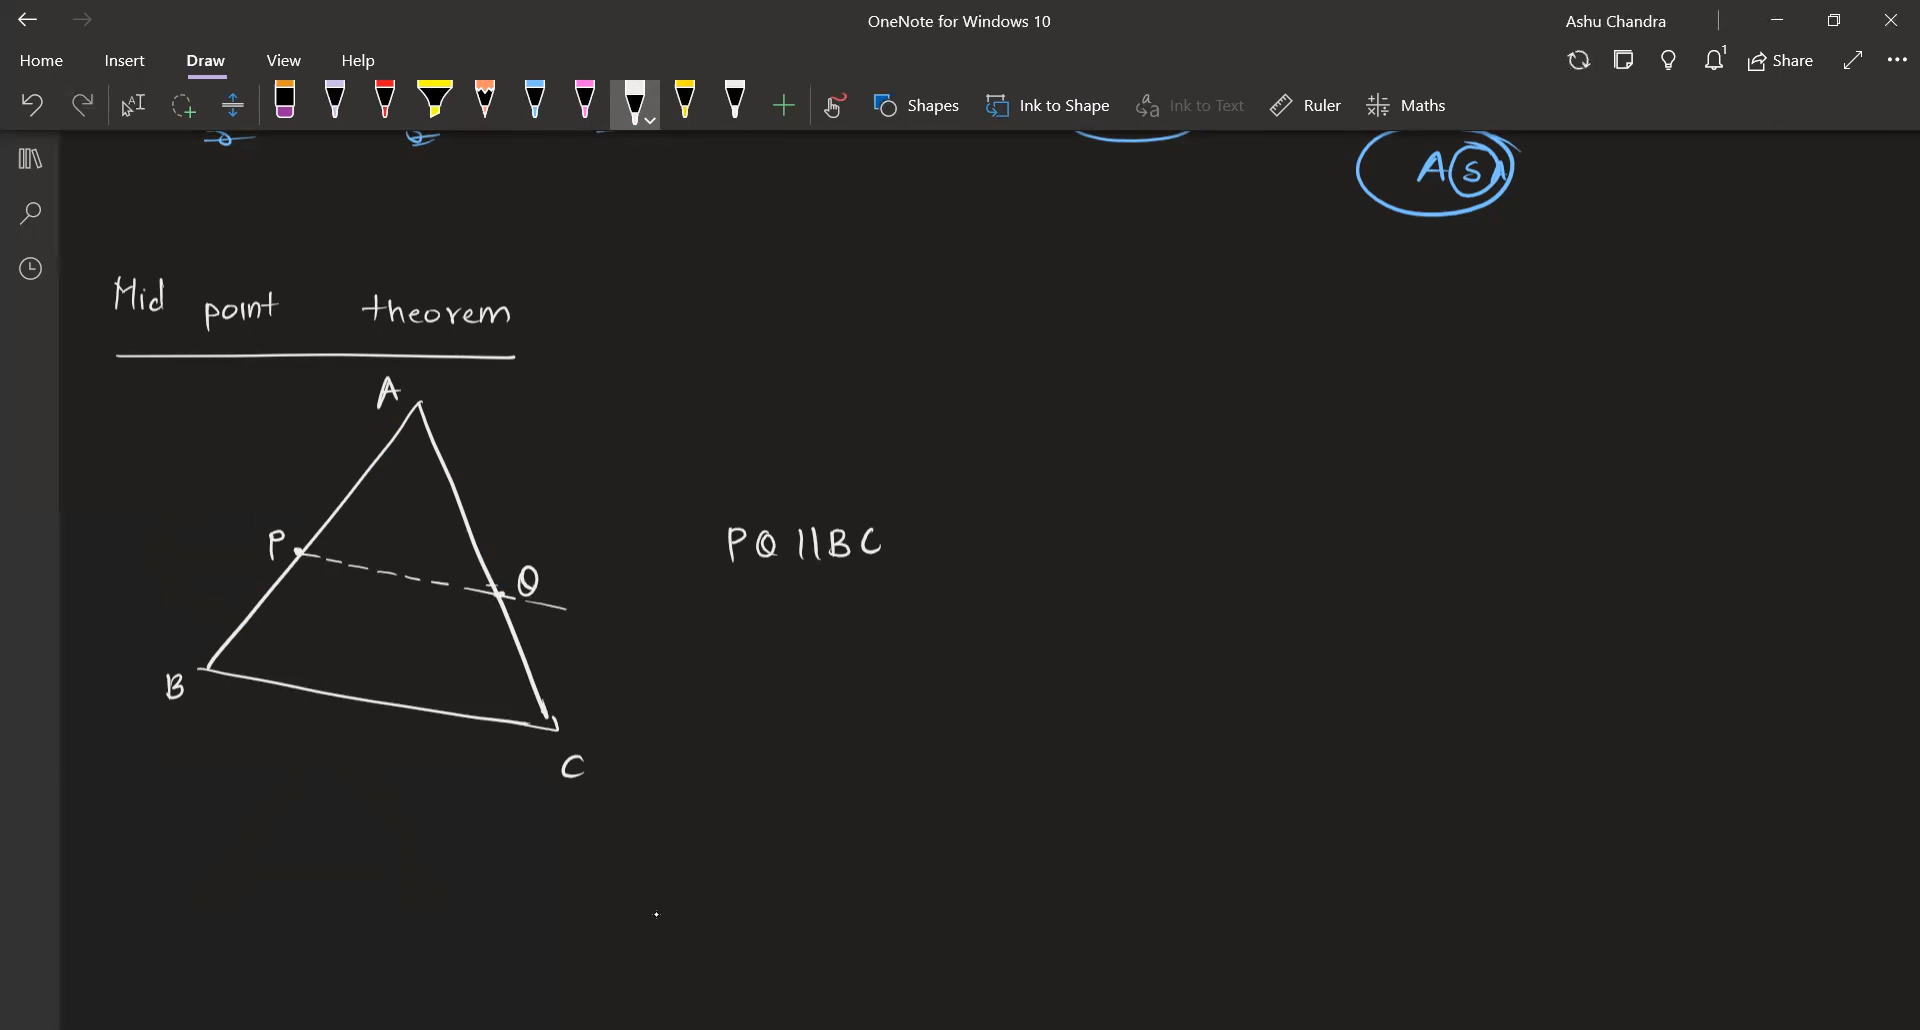 OneNote for Windows 10
Ashu Chandra
Home Insert Draw View Help
1
Share
Shapes Ink to Shape Ink to Text Ruler Maths
A S A
Mid point theorem
A
P
Q
PQ || BC
B
C